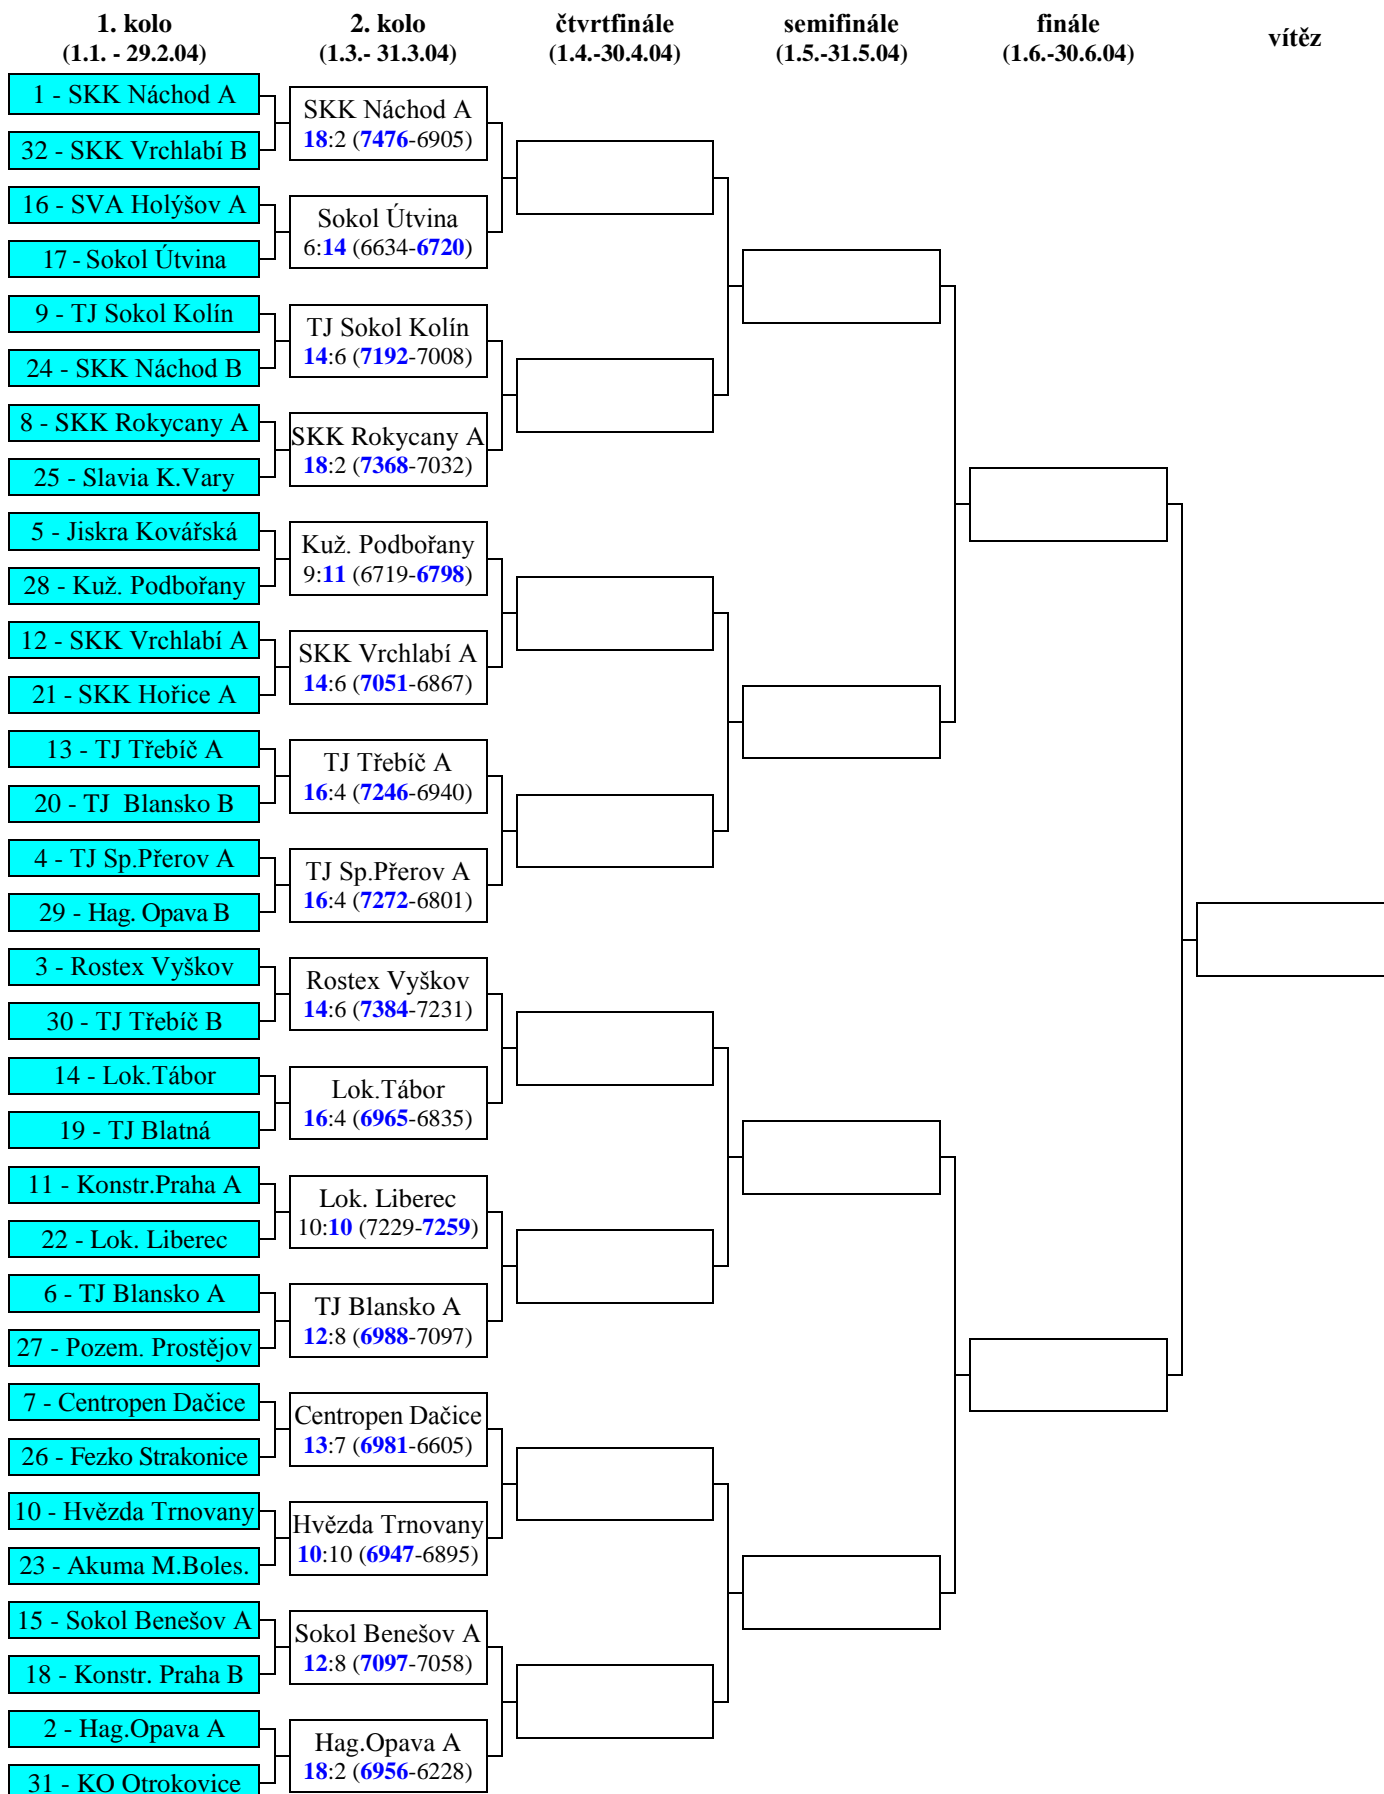 1. kolo
(1.1. - 29.2.04)
2. kolo
(1.3.- 31.3.04)
čtvrtfinále
(1.4.-30.4.04)
semifinále
(1.5.-31.5.04)
finále
(1.6.-30.6.04)
vítěz
1 - SKK Náchod A
32 - SKK Vrchlabí B
16 - SVA Holýšov A
17 - Sokol Útvina
9 - TJ Sokol Kolín
24 - SKK Náchod B
8 - SKK Rokycany A
25 - Slavia K.Vary
5 - Jiskra Kovářská
28 - Kuž. Podbořany
12 - SKK Vrchlabí A
21 - SKK Hořice A
13 - TJ Třebíč A
20 - TJ  Blansko B
4 - TJ Sp.Přerov A
29 - Hag. Opava B
3 - Rostex Vyškov
30 - TJ Třebíč B
14 - Lok.Tábor
19 - TJ Blatná
11 - Konstr.Praha A
22 - Lok. Liberec
6 - TJ Blansko A
27 - Pozem. Prostějov
7 - Centropen Dačice
26 - Fezko Strakonice
10 - Hvězda Trnovany
23 - Akuma M.Boles.
15 - Sokol Benešov A
18 - Konstr. Praha B
2 - Hag.Opava A
31 - KO Otrokovice
SKK Náchod A
18:2 (7476-6905)
Sokol Útvina
6:14 (6634-6720)
TJ Sokol Kolín
14:6 (7192-7008)
SKK Rokycany A
18:2 (7368-7032)
Kuž. Podbořany
9:11 (6719-6798)
SKK Vrchlabí A
14:6 (7051-6867)
TJ Třebíč A
16:4 (7246-6940)
TJ Sp.Přerov A
16:4 (7272-6801)
Rostex Vyškov
14:6 (7384-7231)
Lok.Tábor
16:4 (6965-6835)
Lok. Liberec
10:10 (7229-7259)
TJ Blansko A
12:8 (6988-7097)
Centropen Dačice
13:7 (6981-6605)
Hvězda Trnovany
10:10 (6947-6895)
Sokol Benešov A
12:8 (7097-7058)
Hag.Opava A
18:2 (6956-6228)